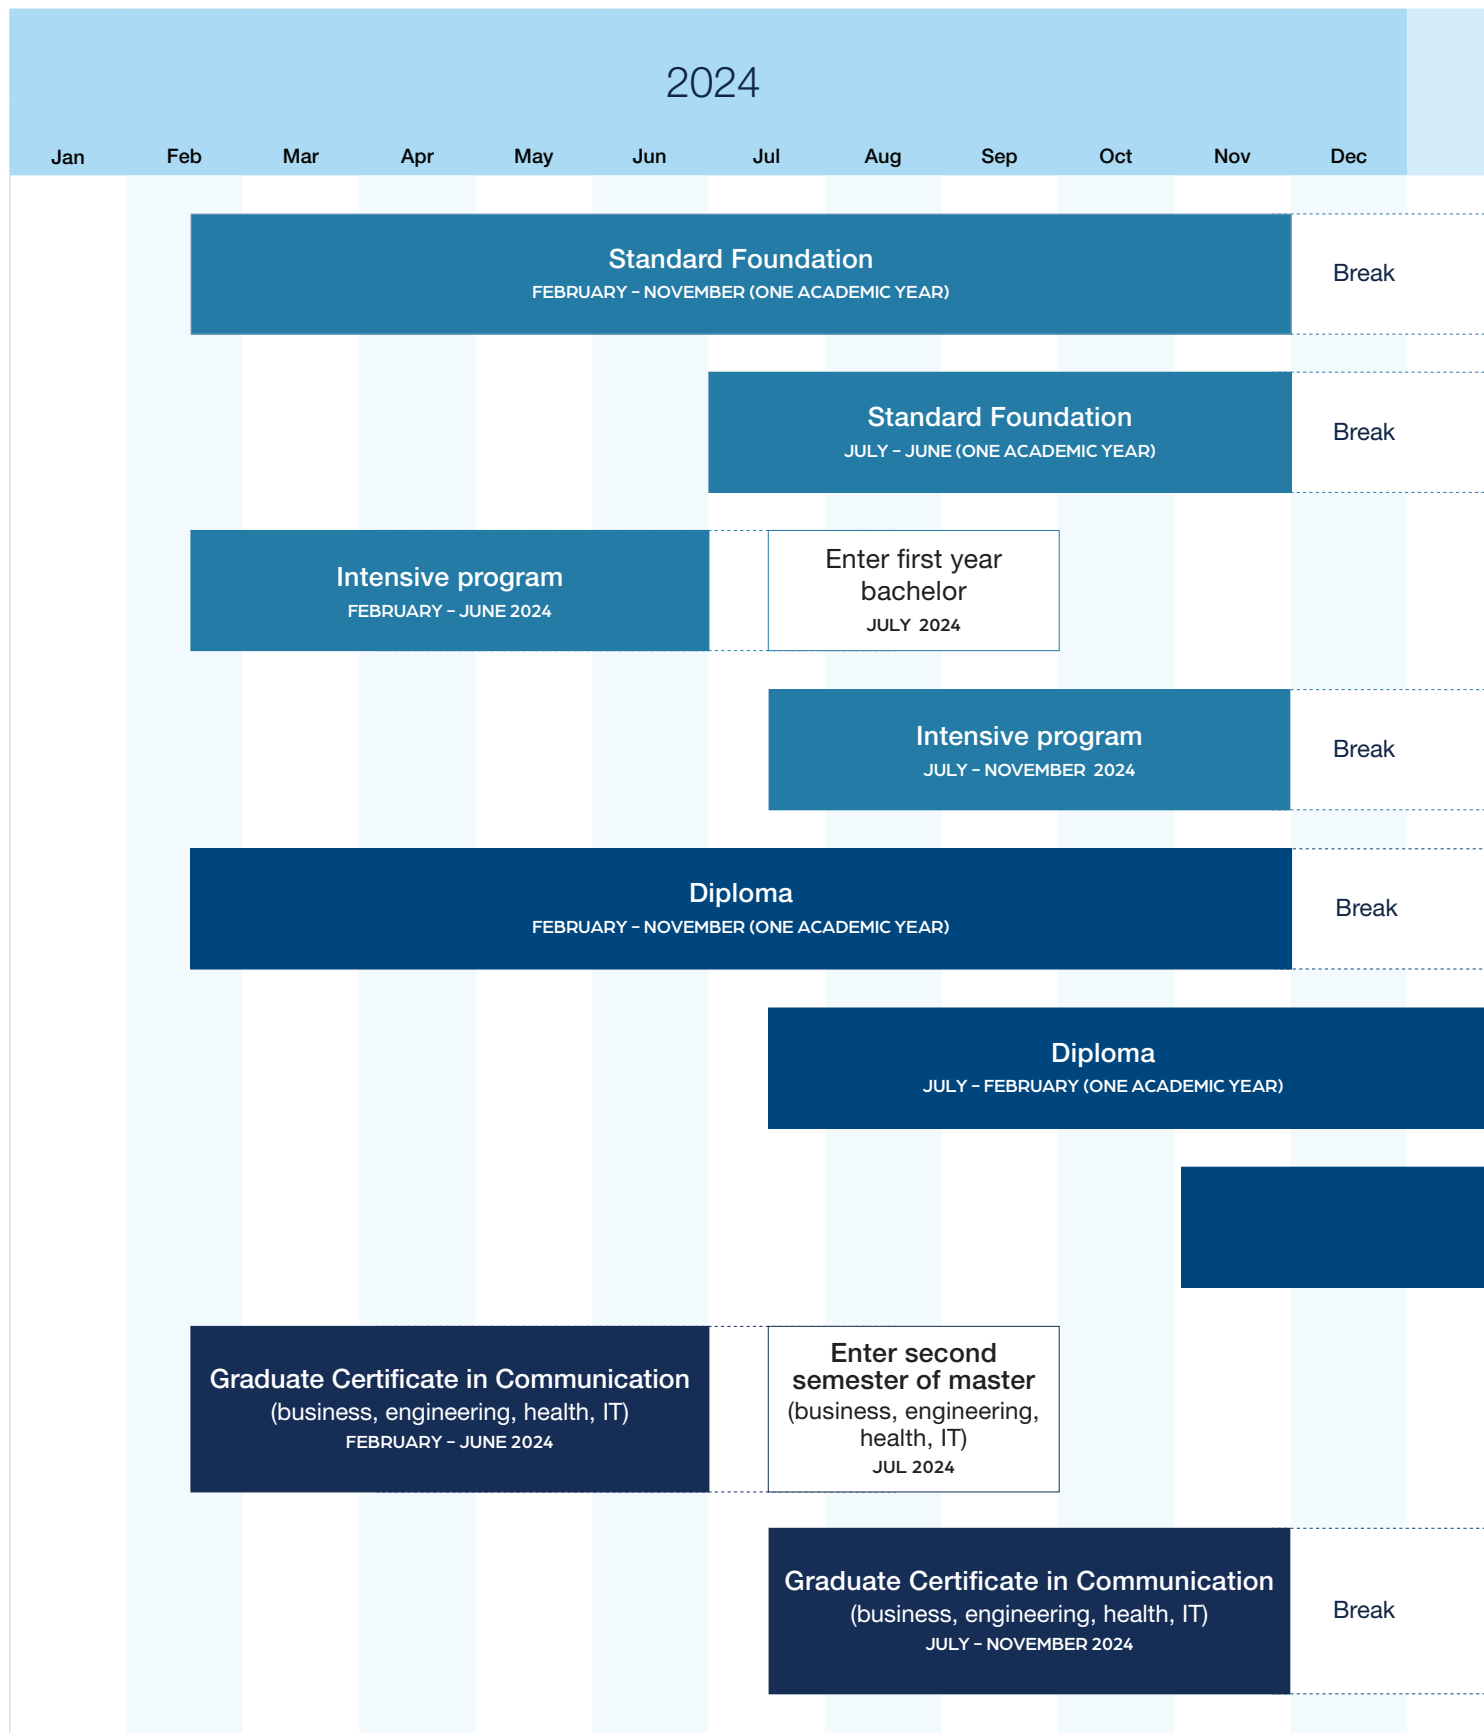 2024
Jan Feb Mar Apr May Jun Jul Aug Sep Oct Nov Dec
Standard Foundation
FEBRUARY – NOVEMBER (ONE ACADEMIC YEAR)
Break
Standard Foundation
JULY – JUNE (ONE ACADEMIC YEAR)
Break
Intensive program
FEBRUARY – JUNE 2024
Enter first year
bachelor
JULY 2024
Intensive program
JULY – NOVEMBER 2024
Break
Diploma
FEBRUARY – NOVEMBER (ONE ACADEMIC YEAR)
Break
Diploma
JULY – FEBRUARY (ONE ACADEMIC YEAR)
Graduate Certificate in Communication
(business, engineering, health, IT)
FEBRUARY – JUNE 2024
Enter second
semester of master
(business, engineering,
health, IT)
JUL 2024
Graduate Certificate in Communication
(business, engineering, health, IT)
JULY – NOVEMBER 2024
Break